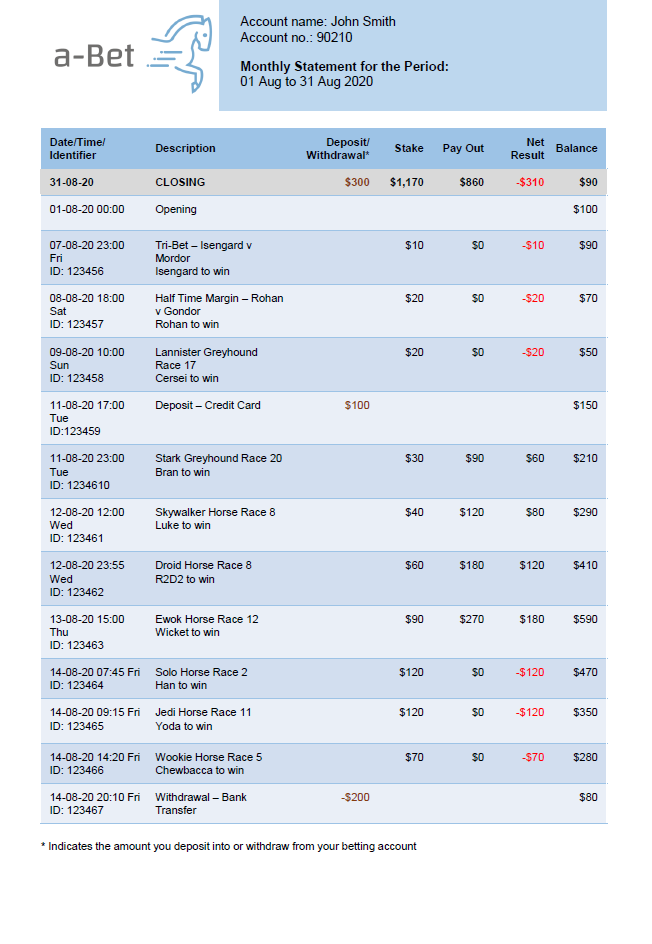 a-Bet
Account name: John Smith
Account no.: 90210
Monthly Statement for the Period:
01 Aug to 31 Aug 2020
Date/Time/ Identifier Description Deposit/ Withdrawal* Stake Pay Out Net Result Balance
31-08-20 CLOSING $300 $1,170 $860 -$310 $90
01-08-20 00:00 Opening $100
07-08-20 23:00 Tri-Bet – Isengard v $10 $0 -$10 $90
Fri Mordor
ID: 123456 Isengard to win
08-08-20 18:00 Half Time Margin – Rohan $20 $0 -$20 $70
Sat v Gondor
ID: 123457 Rohan to win
09-08-20 10:00 Lannister Greyhound $20 $0 -$20 $50
Sun Race 17
ID: 123458 Cersei to win
11-08-20 17:00 Deposit – Credit Card $100 $150
Tue
ID:123459
11-08-20 23:00 Stark Greyhound Race 20 $30 $90 $60 $210
Tue Bran to win
ID: 1234610
12-08-20 12:00 Skywalker Horse Race 8 $40 $120 $80 $290
Wed Luke to win
ID: 123461
12-08-20 23:55 Droid Horse Race 8 $60 $180 $120 $410
Wed R2D2 to win
ID: 123462
13-08-20 15:00 Ewok Horse Race 12 $90 $270 $180 $590
Thu Wicket to win
ID: 123463
14-08-20 07:45 Fri Solo Horse Race 2 $120 $0 -$120 $470
ID: 123464 Han to win
14-08-20 09:15 Fri Jedi Horse Race 11 $120 $0 -$120 $350
ID: 123465 Yoda to win
14-08-20 14:20 Fri Wookie Horse Race 5 $70 $0 -$70 $280
ID: 123466 Chewbacca to win
14-08-20 20:10 Fri Withdrawal – Bank -$200 $80
ID: 123467 Transfer
* Indicates the amount you deposit into or withdraw from your betting account